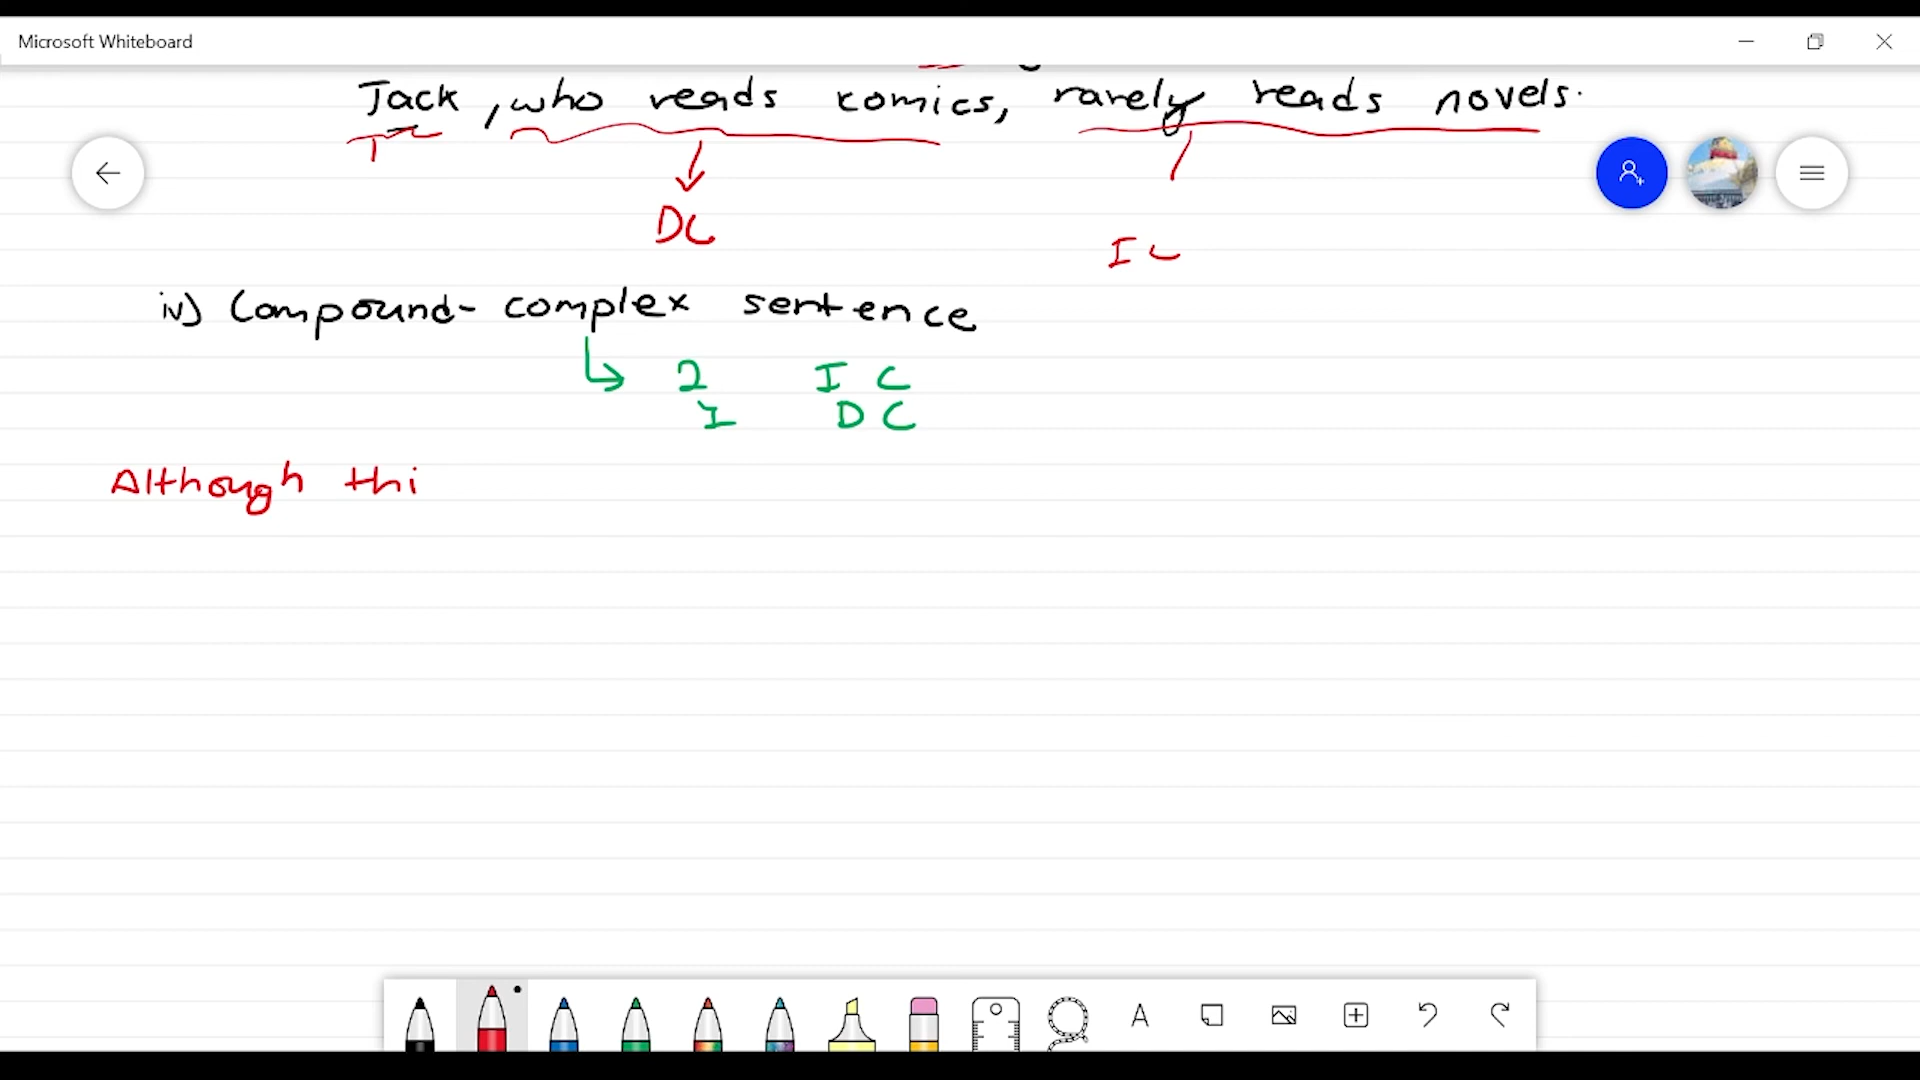 Microsoft Whiteboard
Jack, who reads comics, rarely reads novels.
DC
IC
iv) Compound-complex sentence
2 IC
1 DC
Although thi
A